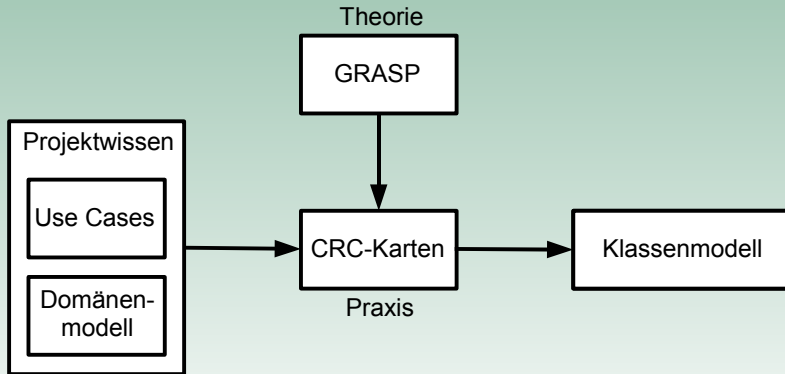 Theorie
GRASP
Projektwissen
Use Cases
Domänen-
modell
CRC-Karten
Praxis
Klassenmodell